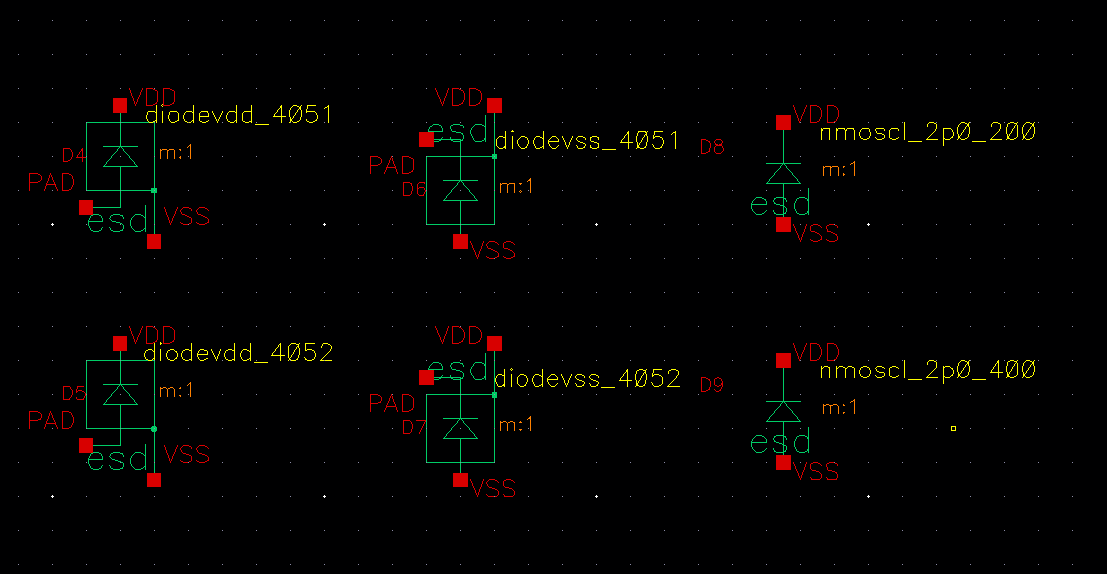 VDD
diodevdd_4051
D4
m:1
PAD
esd
VSS
VDD
esd
diodevss_4051
PAD
D6
m:1
VSS
D8
VDD
nmoscl_2p0_200
m:1
esd
VSS
VDD
diodevdd_4052
D5
m:1
PAD
esd
VSS
VDD
esd
diodevss_4052
PAD
D7
m:1
VSS
D9
VDD
nmoscl_2p0_400
m:1
esd
VSS